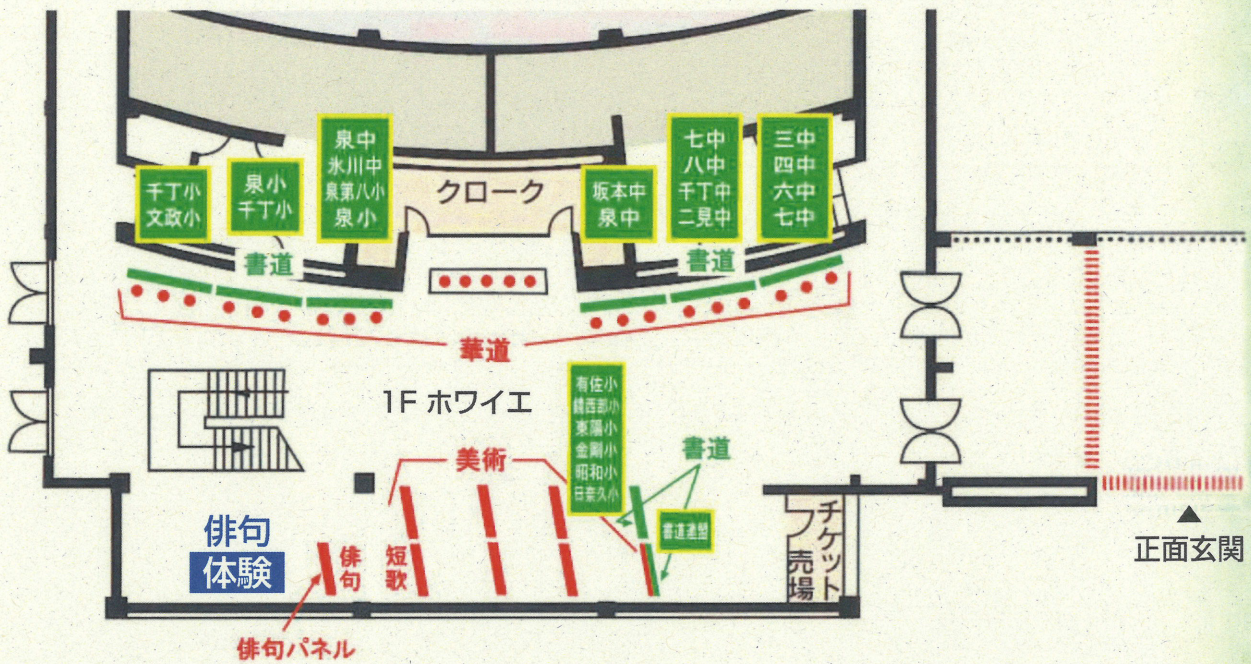 千丁小
文政小
泉小
千丁小
泉中
氷川中
泉第八小
泉小
クローク
坂本中
泉中
七中
八中
千丁中
二見中
三中
四中
六中
七中
書道
書道
華道
1F ホワイエ
有佐小
鏡西部小
東陽小
金剛小
昭和小
日奈久小
書道
美術
書道連盟
俳句
体験
俳句
短歌
チケット
売場
正面玄関
俳句パネル